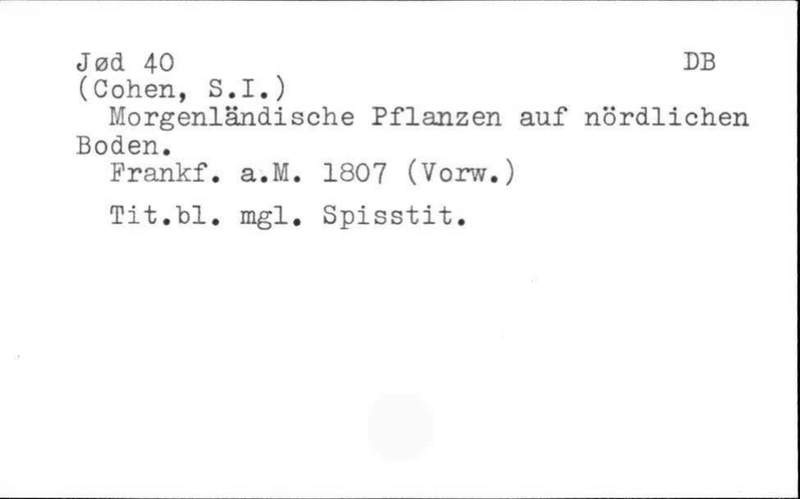 Jød 40 DB
(Cohen, S.I.)
Morgenländische Pflanzen auf nördlichen
Boden.
Frankf. a.M. 1807 (Vorw.)
Tit.bl. mgl. Spisstit.